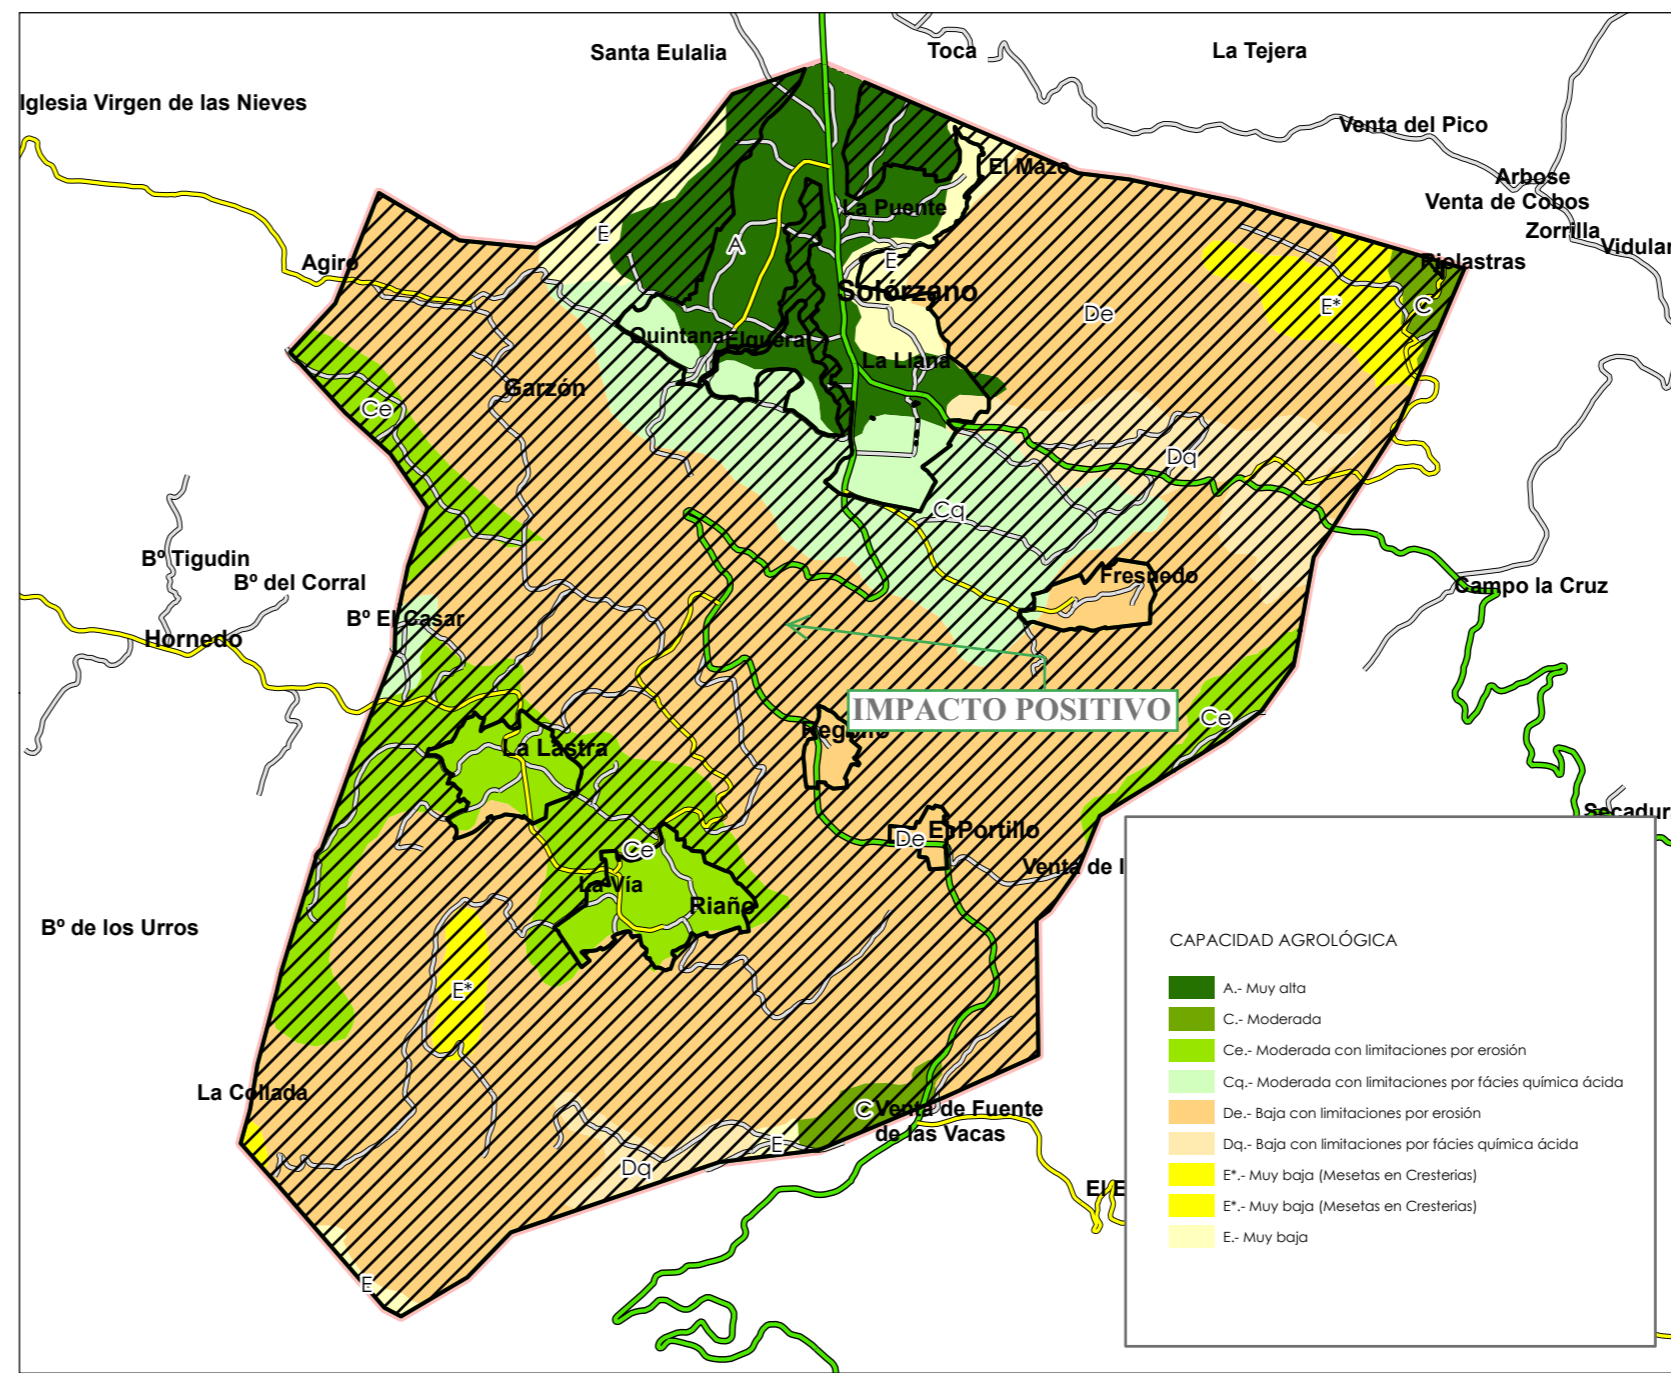 Santa Eulalia
Toca
La Tejera
Iglesia Virgen de las Nieves
Venta del Pico
El Mazo
Arbose
Venta de Cobos
La Puente
Zorrilla
E
A
Vidular
Agiro
E
Riolastras
Solórzano
De
E*
C
Quintana
La Llana
Garzón
Ce
Dq
Cq
Bº Tigudin
Bº del Corral
Fresnedo
Campo la Cruz
Bº El Casar
Hornedo
IMPACTO POSITIVO
Ce
La Lastra
De
El Portillo
Ce
Venta de
La Vía
Riaño
Bº de los Urros
E*
La Collada
C
Venta de Fuente
de las Vacas
E
Dq
E
CAPACIDAD AGROLÓGICA
A.- Muy alta
C.- Moderada
Ce.- Moderada con limitaciones por erosión
Cq.- Moderada con limitaciones por fácies química ácida
De.- Baja con limitaciones por erosión
Dq.- Baja con limitaciones por fácies química ácida
E*.- Muy baja (Mesetas en Cresterias)
E*.- Muy baja (Mesetas en Cresterias)
E.- Muy baja